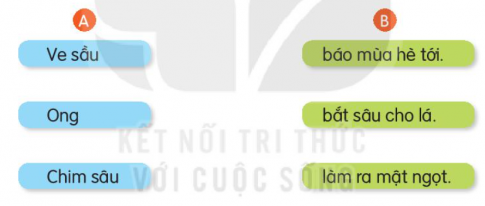 A B
Ve sầu báo mùa hè tới.
Ong bắt sâu cho lá.
KẾT NỐI TRI THỨC
VỚI CUỘC SỐNG
Chim sâu làm ra mật ngọt.